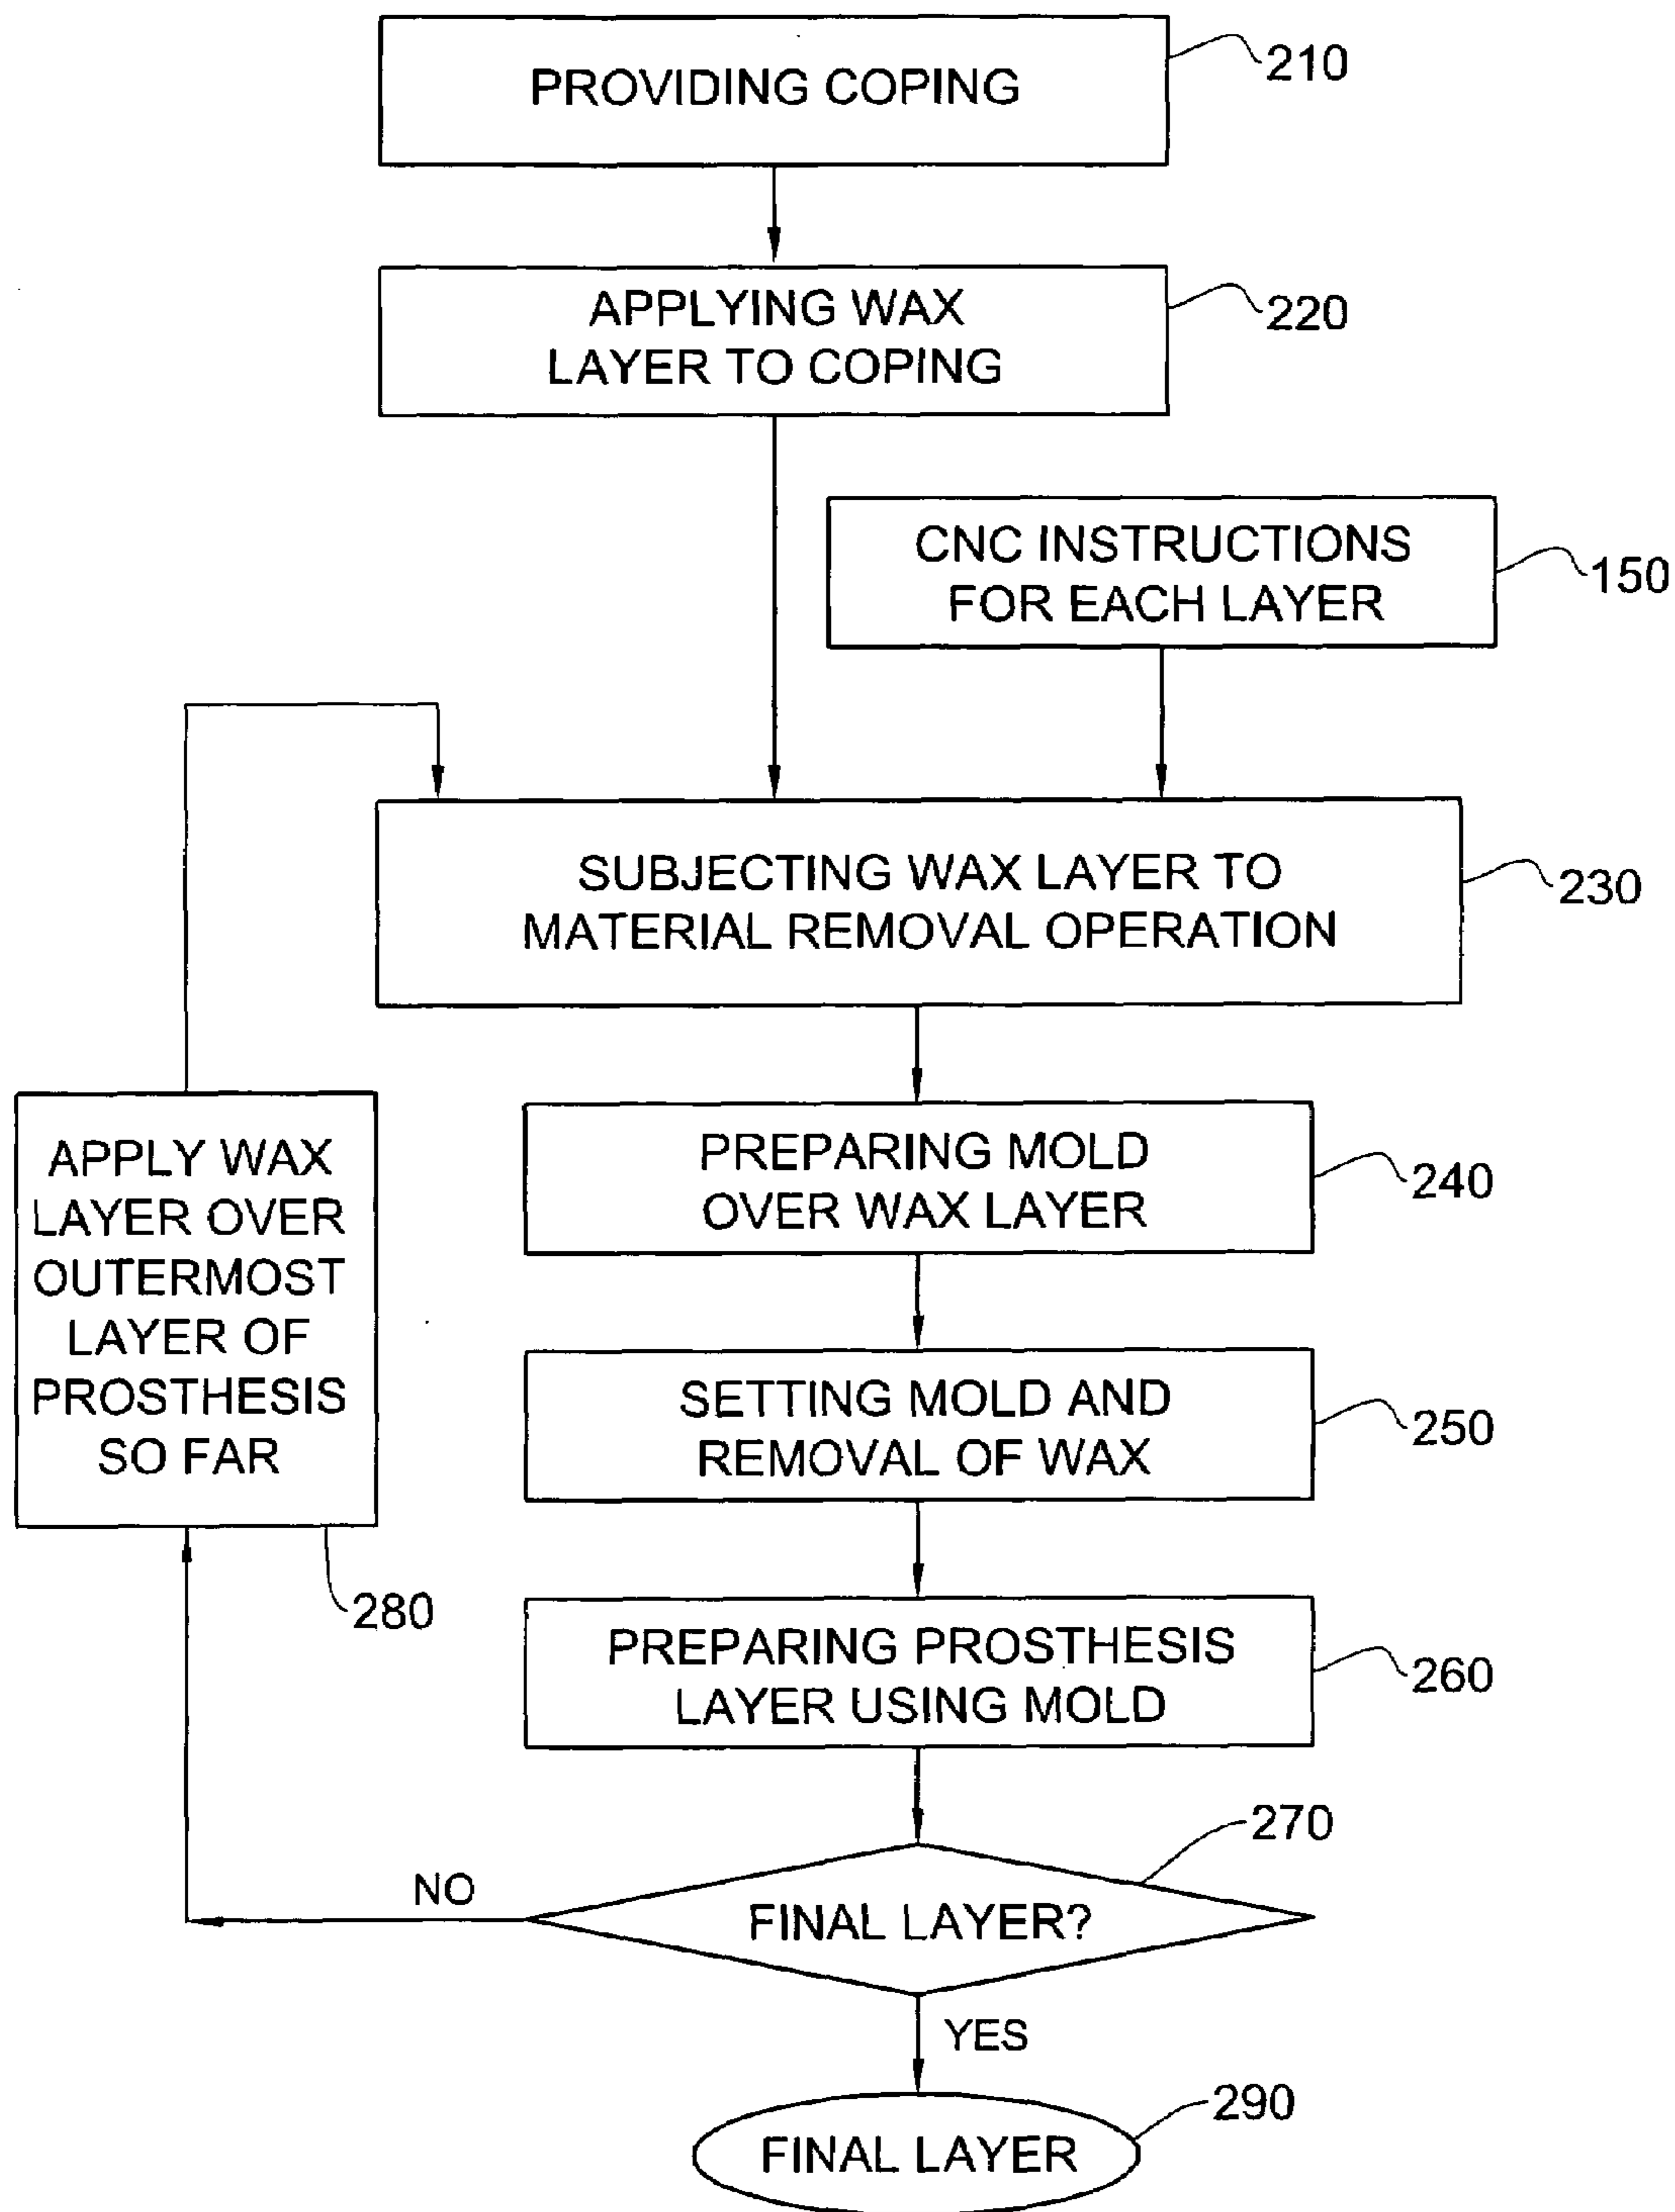 PROVIDING COPING
210
APPLYING WAX
LAYER TO COPING
220
CNC INSTRUCTIONS
FOR EACH LAYER
150
SUBJECTING WAX LAYER TO
MATERIAL REMOVAL OPERATION
230
APPLY WAX
LAYER OVER
OUTERMOST
LAYER OF
PROSTHESIS
SO FAR
280
PREPARING MOLD
OVER WAX LAYER
240
SETTING MOLD AND
REMOVAL OF WAX
250
PREPARING PROSTHESIS
LAYER USING MOLD
260
270
NO
FINAL LAYER?
YES
290
FINAL LAYER